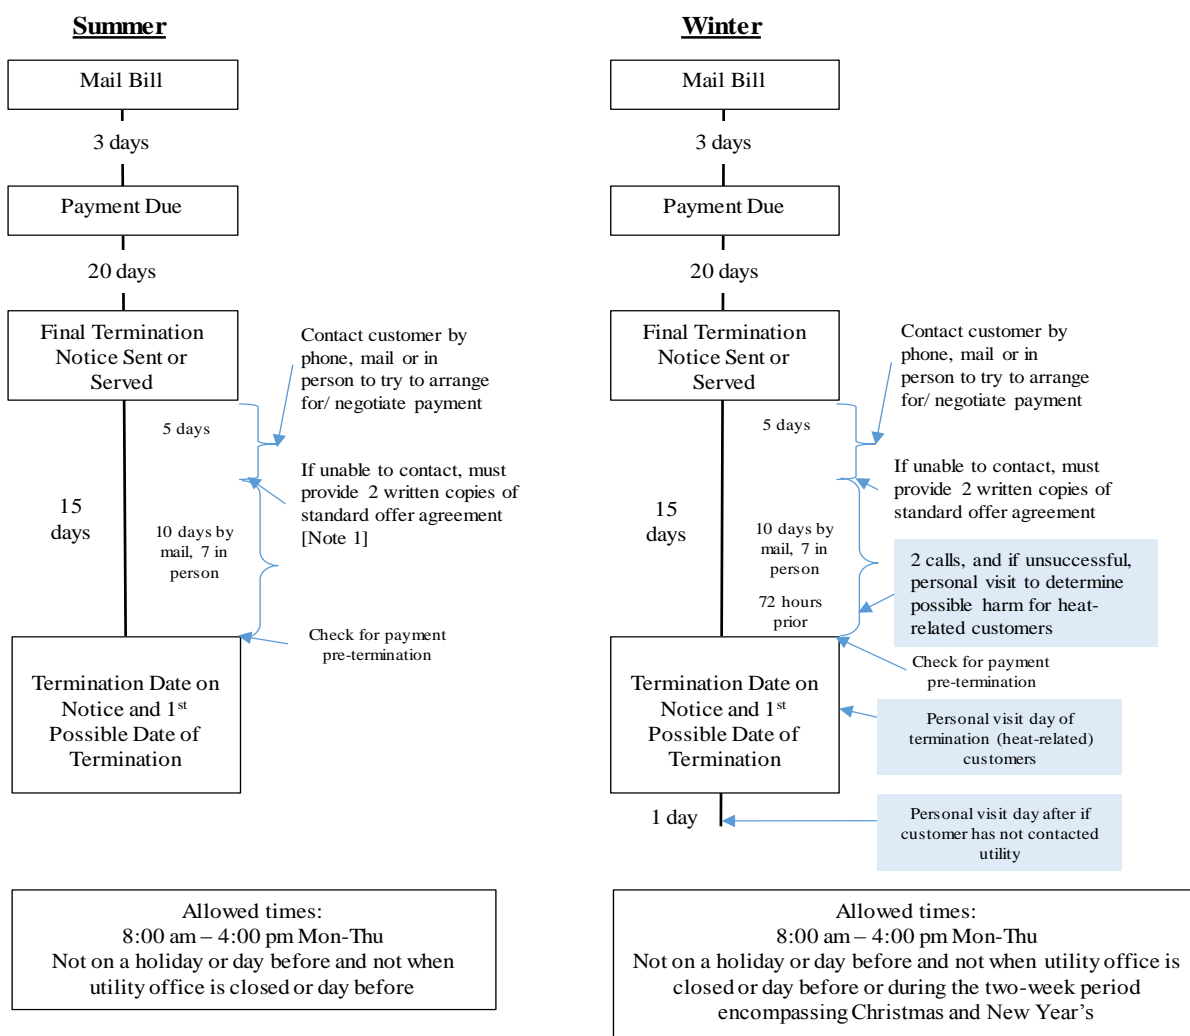 Summer
Mail Bill
3 days
Payment Due
20 days
Final Termination
Notice Sent or
Served
Contact customer by
phone, mail or in
person to try to arrange
for/ negotiate payment
5 days
If unable to contact, must
provide 2 written copies of
standard offer agreement
[Note 1]
15
days
10 days by
mail, 7 in
person
Check for payment
pre-termination
Termination Date on
Notice and 1st
Possible Date of
Termination
Allowed times:
8:00 am – 4:00 pm Mon-Thu
Not on a holiday or day before and not when
utility office is closed or day before
Winter
Mail Bill
3 days
Payment Due
20 days
Final Termination
Notice Sent or
Served
Contact customer by
phone, mail or in
person to try to arrange
for/ negotiate payment
5 days
If unable to contact, must
provide 2 written copies of
standard offer agreement
15
days
10 days by
mail, 7 in
person
2 calls, and if unsuccessful,
personal visit to determine
possible harm for heat-
related customers
72 hours
prior
Check for payment
pre-termination
Termination Date on
Notice and 1st
Possible Date of
Termination
Personal visit day of
termination (heat-related)
customers
1 day
Personal visit day after if
customer has not contacted
utility
Allowed times:
8:00 am – 4:00 pm Mon-Thu
Not on a holiday or day before and not when utility office is
closed or day before or during the two-week period
encompassing Christmas and New Year's